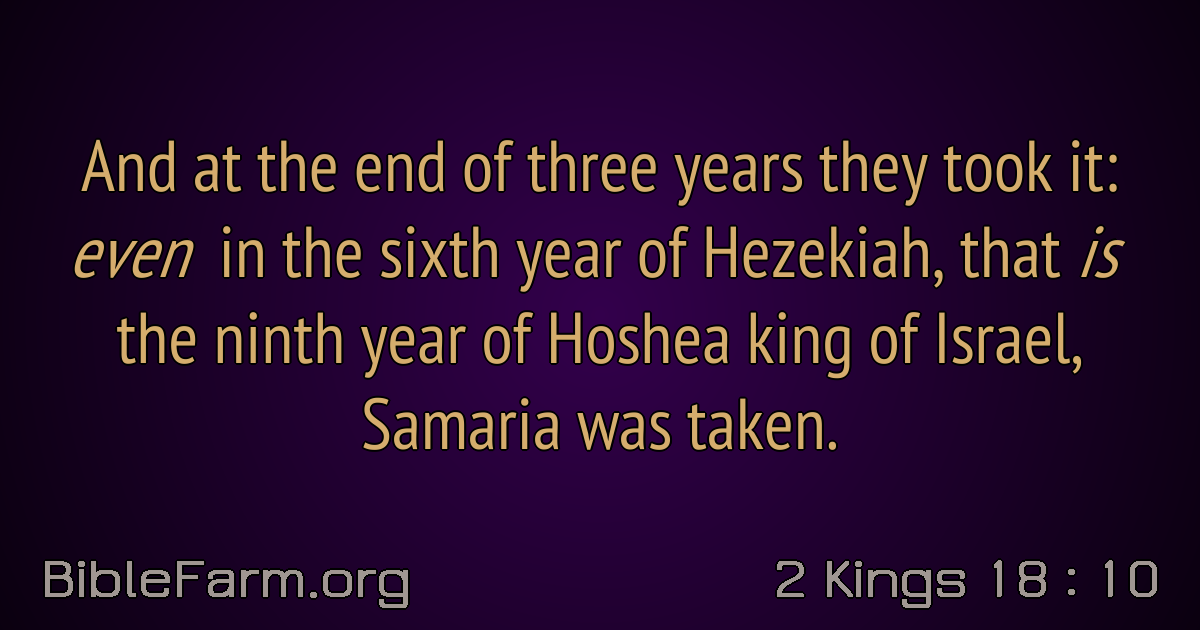 And at the end of three years they took it:
even in the sixth year of Hezekiah, that is
the ninth year of Hoshea king of Israel,
Samaria was taken.
BibleFarm.org
2 Kings 18 : 10